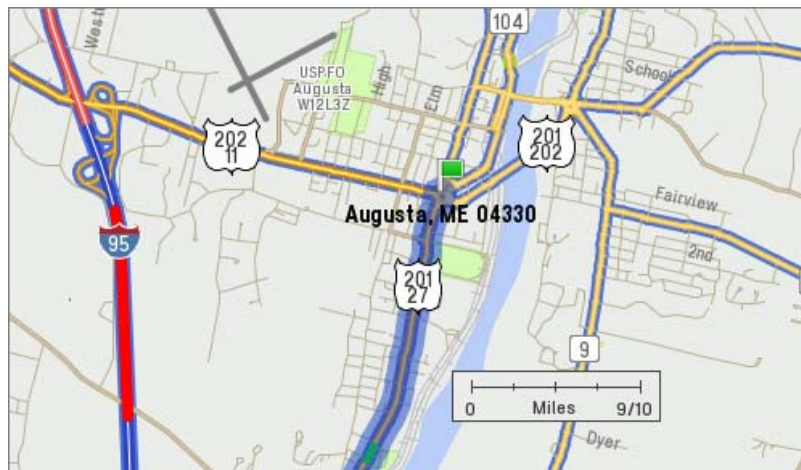 104
West
USPFO
Augusta
W12L3Z
High
Elm
School
202
11
201
202
Augusta, ME 04330
Fairview
95
2nd
201
27
9
0 Miles 9/10
Dyer